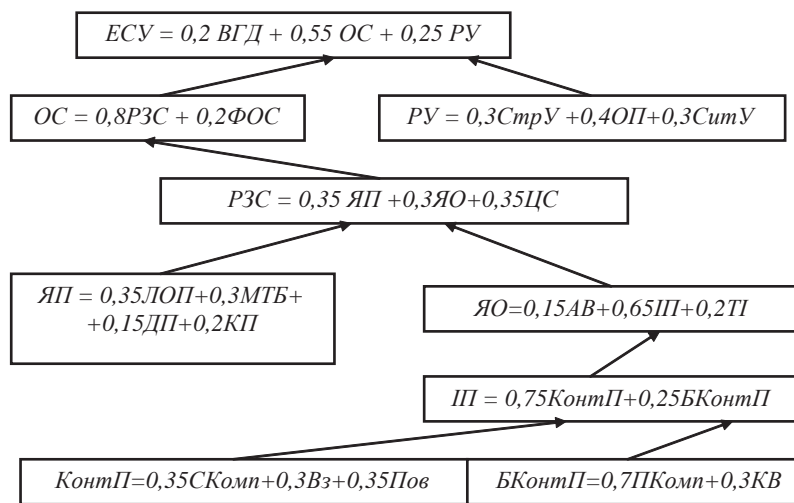 ЕСУ = 0,2 ВГД + 0,55 ОС + 0,25 РУ
ОС = 0,8РЗС + 0,2ФОС
РУ = 0,3СтрУ +0,4ОП+0,3СитУ
РЗС = 0,35 ЯП +0,3ЯО+0,35ЦС
ЯП = 0,35ЛОП+0,3МТБ+
+0,15ДП+0,2КП
ЯО=0,15АВ+0,65ІП+0,2ТІ
ІП = 0,75КонтП+0,25БКонтП
КонтП=0,35СКомп+0,3Вз+0,35Пов
БКонтП=0,7ПКомп+0,3КВ